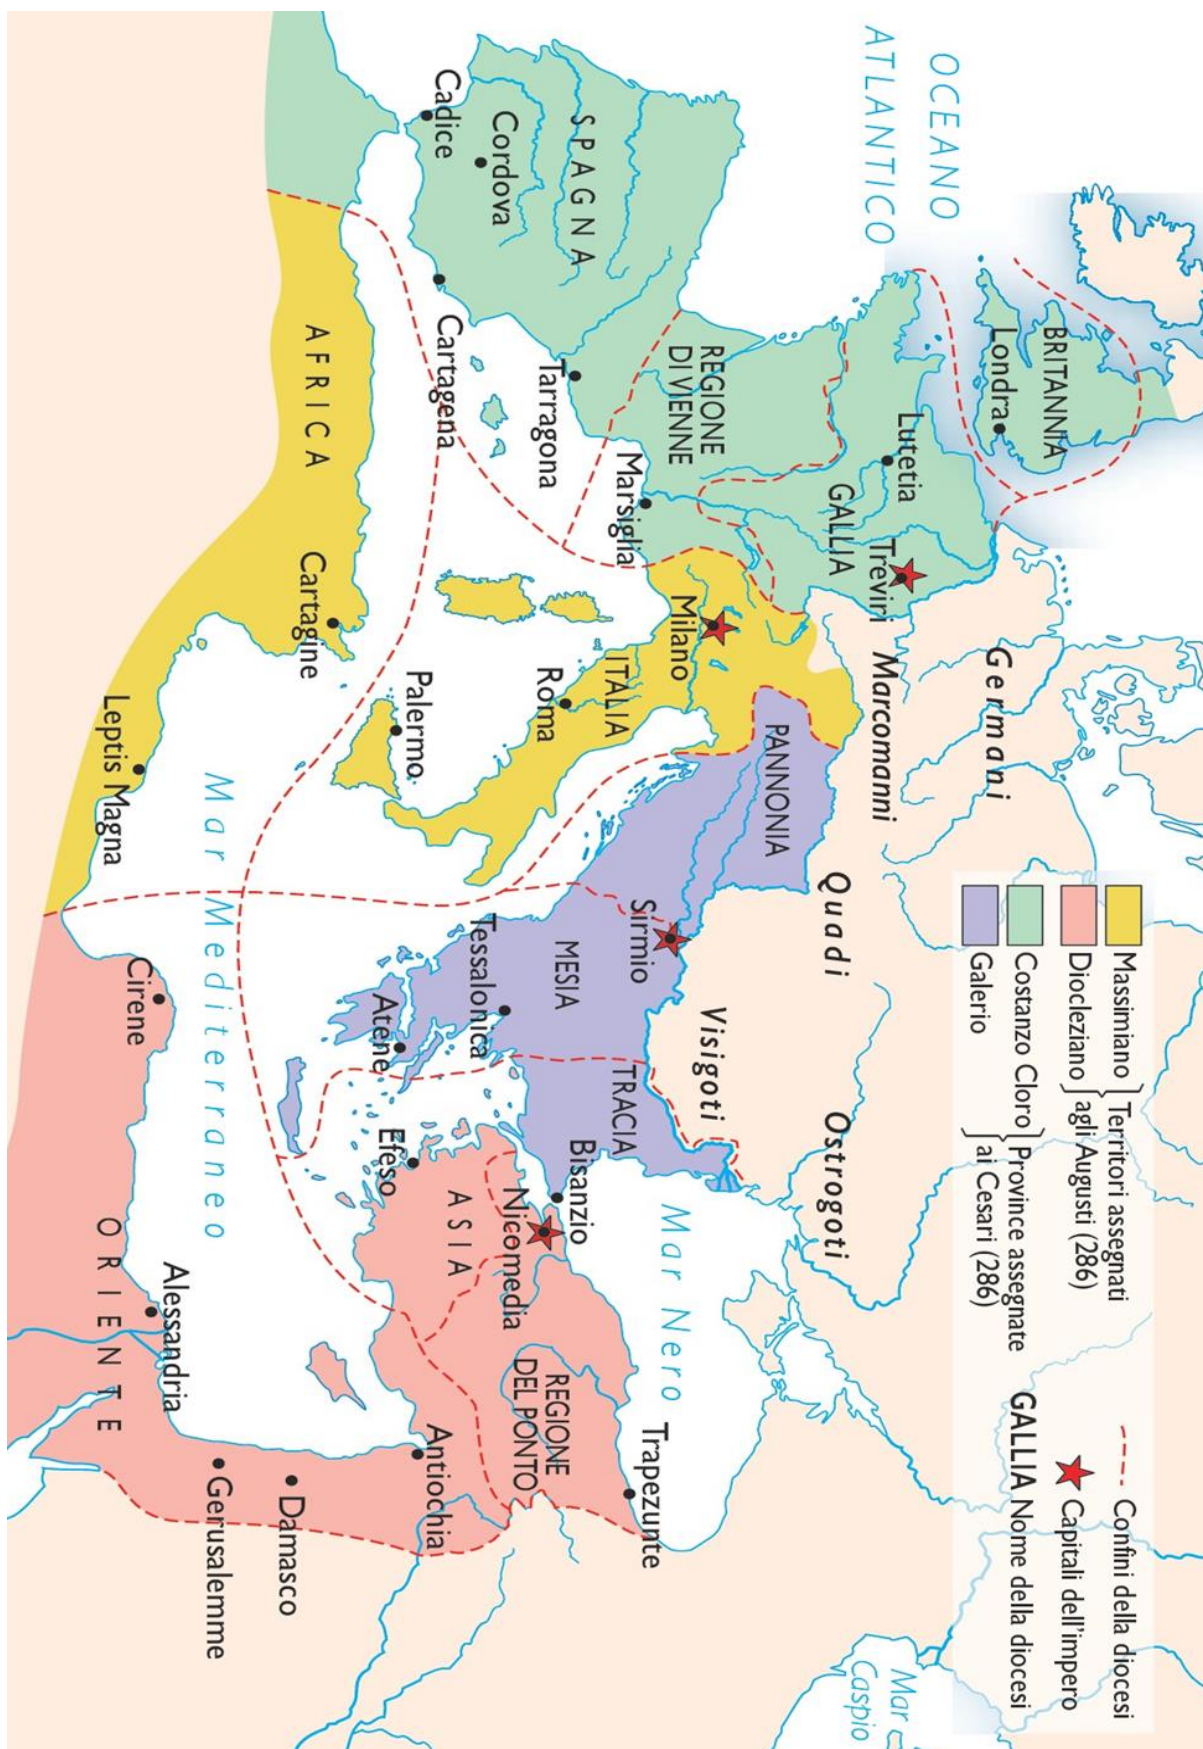 OCEANO
ATLANTICO
BRITANNIA
Londra
Lutetia
GALLIA
Treviri
REGIONE
DI VIENNE
SPAGNA
Cordova
Cadice
Cartagena
Tarragona
Marsiglia
Milano
ITALIA
Roma
Palermo
AFRICA
Cartagine
Leptis Magna
Germani
Marcomanni
Quadi
Visigoti
Ostrogoti
PANNONIA
Sirmio
MESIA
TRACIA
Tessalonica
Atene
Bisanzio
Nicomedia
Efeso
ASIA
REGIONE
DEL PONTO
Trapezunte
Antiochia
Damasco
Gerusalemme
Alessandria
Cirene
ORIENTE
Mar Mediterraneo
Mar Nero
Mar
Caspio
Massimiano
Diocleziano
Territori assegnati
agli Augusti (286)
Costanzo Cloro
Galerio
Province assegnate
ai Cesari (286)
Confini della diocesi
Capitali dell'impero
GALLIA Nome della diocesi